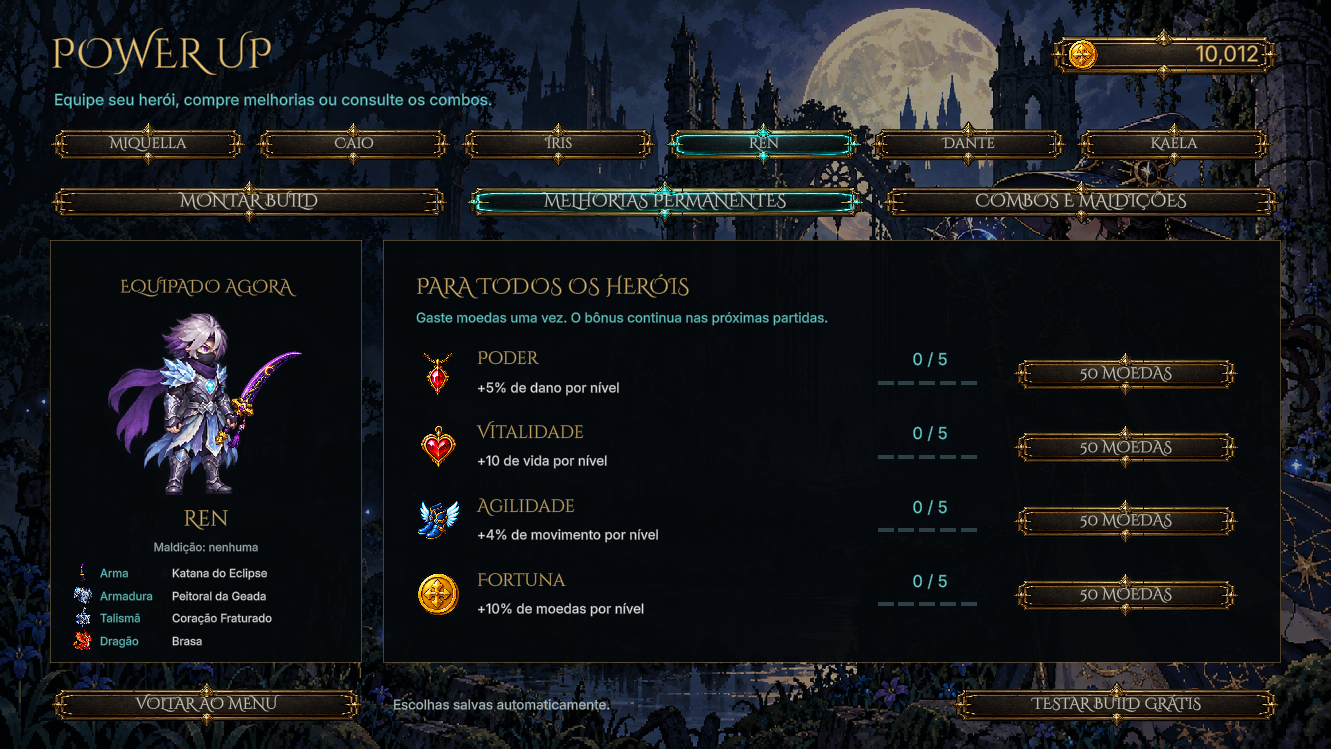 POWER UP
10,012
Equipe seu herói, compre melhorias ou consulte os combos.
MIQUELLA
CAIO
IRIS
REN
DANTE
KAELA
MONTAR BUILD
MELHORIAS PERMANENTES
COMBOS E MALDIÇÕES
EQUIPADO AGORA
REN
Maldição: nenhuma
Arma Katana do Eclipse
Armadura Peitoral da Geada
Talismã Coração Fraturado
Dragão Brasa
PARA TODOS OS HERÓIS
Gaste moedas uma vez. O bônus continua nas próximas partidas.
PODER
+5% de dano por nível
0 / 5
50 MOEDAS
VITALIDADE
+10 de vida por nível
0 / 5
50 MOEDAS
AGILIDADE
+4% de movimento por nível
0 / 5
50 MOEDAS
FORTUNA
+10% de moedas por nível
0 / 5
50 MOEDAS
VOLTAR AO MENU
Escolhas salvas automaticamente.
TESTAR BUILD GRÁTIS